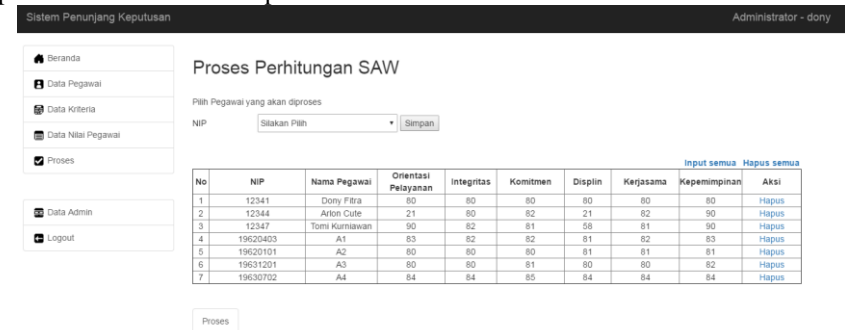 Sistem Penunjang Keputusan
Administrator - dony
Beranda
Data Pegawai
Data Kriteria
Data Nilai Pegawai
Proses
Data Admin
Logout
Proses Perhitungan SAW
Pilih Pegawai yang akan diproses
NIP Silakan Pilih Simpan
Input semua Hapus semua
No NIP Nama Pegawai Orientasi Pelayanan Integritas Komitmen Displin Kerjasama Kepemimpinan Aksi
1 12341 Dony Fitra 80 80 80 80 80 80 Hapus
2 12344 Arlon Cute 21 80 82 21 82 90 Hapus
3 12347 Tomi Kurniawan 90 82 81 58 82 90 Hapus
4 19620403 A1 83 82 82 81 82 83 Hapus
5 19620101 A2 80 80 80 81 81 81 Hapus
6 19631201 A3 80 80 81 80 80 82 Hapus
7 19630702 A4 84 84 85 84 84 84 Hapus
Proses